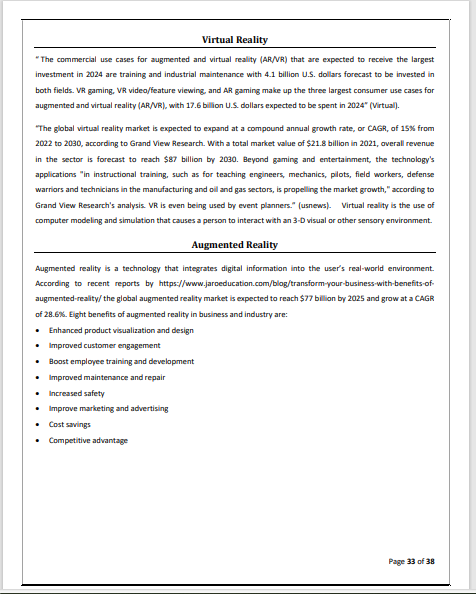 Virtual Reality
" The commercial use cases for augmented and virtual reality (AR/VR) that are expected to receive the largest
investment in 2024 are training and industrial maintenance with 4.1 billion U.S. dollars forecast to be invested in
both fields. VR gaming, VR video/feature viewing, and AR gaming make up the three largest consumer use cases for
augmented and virtual reality (AR/VR), with 17.6 billion U.S. dollars expected to be spent in 2024" (Virtual).
"The global virtual reality market is expected to expand at a compound annual growth rate, or CAGR, of 15% from
2022 to 2030, according to Grand View Research. With a total market value of $21.8 billion in 2021, overall revenue
in the sector is forecast to reach $87 billion by 2030. Beyond gaming and entertainment, the technology's
applications "in instructional training, such as for teaching engineers, mechanics, pilots, field workers, defense
warriors and technicians in the manufacturing and oil and gas sectors, is propelling the market growth," according to
Grand View Research's analysis. VR is even being used by event planners." (usnews). Virtual reality is the use of
computer modeling and simulation that causes a person to interact with an 3-D visual or other sensory environment.
Augmented Reality
Augmented reality is a technology that integrates digital information into the user's real-world environment.
According to recent reports by https://www.jaroeducation.com/blog/transform-your-business-with-benefits-of-
augmented-reality/ the global augmented reality market is expected to reach $77 billion by 2025 and grow at a CAGR
of 28.6%. Eight benefits of augmented reality in business and industry are:
• Enhanced product visualization and design
• Improved customer engagement
• Boost employee training and development
• Improved maintenance and repair
• Increased safety
• Improve marketing and advertising
• Cost savings
• Competitive advantage
Page 33 of 38